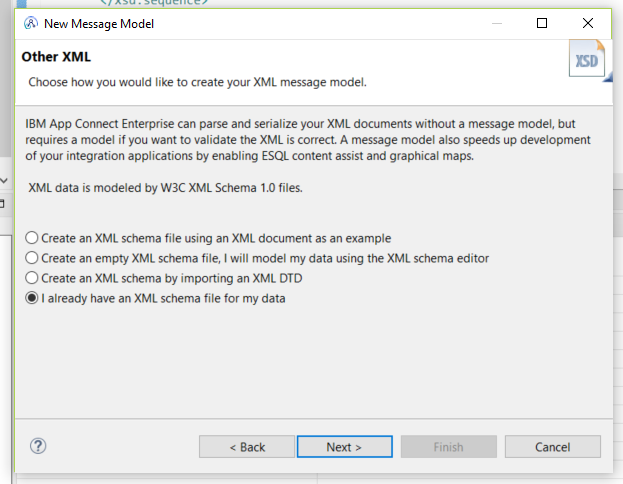 </xsd:sequence>
New Message Model
Other XML
Choose how you would like to create your XML message model.
XSD
IBM App Connect Enterprise can parse and serialize your XML documents without a message model, but
requires a model if you want to validate the XML is correct. A message model also speeds up development
of your integration applications by enabling ESQL content assist and graphical maps.
XML data is modeled by W3C XML Schema 1.0 files.
Create an XML schema file using an XML document as an example
Create an empty XML schema file, I will model my data using the XML schema editor
Create an XML schema by importing an XML DTD
I already have an XML schema file for my data
?
< Back
Next >
Finish
Cancel